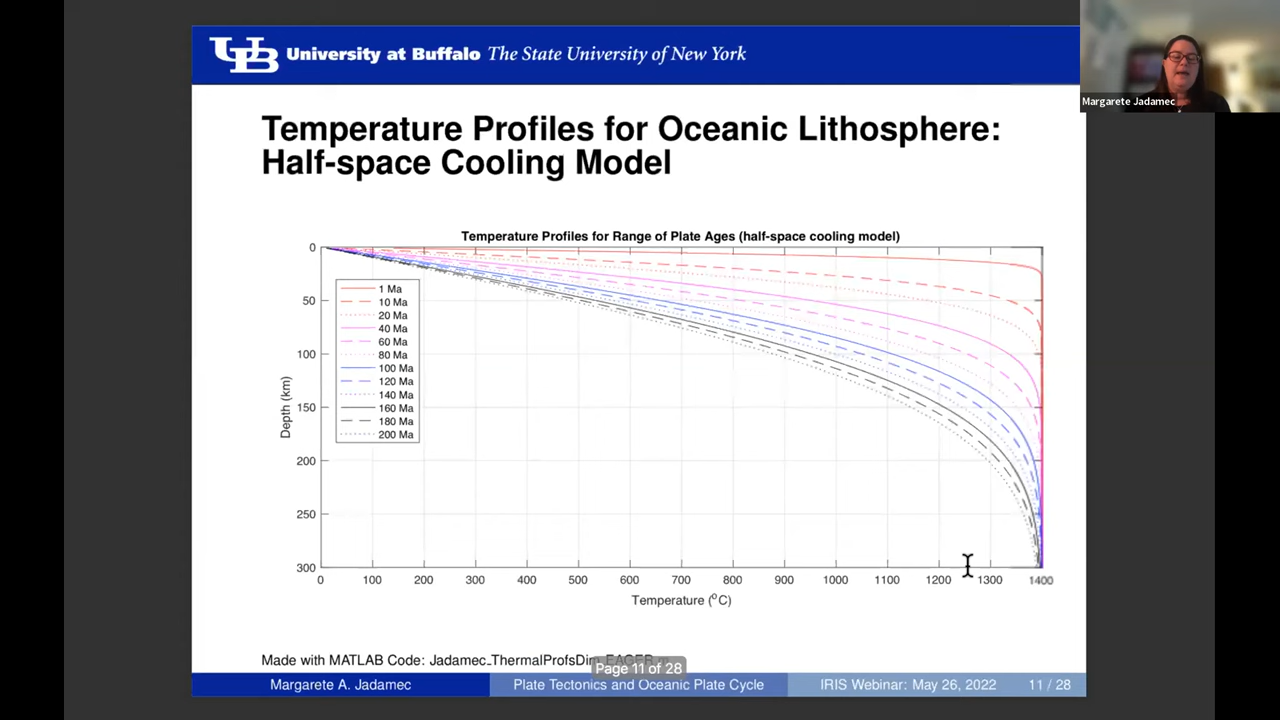 UB University at Buffalo The State University of New York
Margarete Jadamec
Temperature Profiles for Oceanic Lithosphere:
Half-space Cooling Model
Temperature Profiles for Range of Plate Ages (half-space cooling model)
0
50
100
150
200
250
300
Depth (km)
1 Ma
10 Ma
20 Ma
40 Ma
60 Ma
80 Ma
100 Ma
120 Ma
140 Ma
160 Ma
180 Ma
200 Ma
0 100 200 300 400 500 600 700 800 900 1000 1100 1200 1300 1400
Temperature (°C)
Made with MATLAB Code: Jadamec_ThermalProfsDim_EAGER
Page 11 of 28
Margarete A. Jadamec Plate Tectonics and Oceanic Plate Cycle IRIS Webinar: May 26, 2022 11 / 28